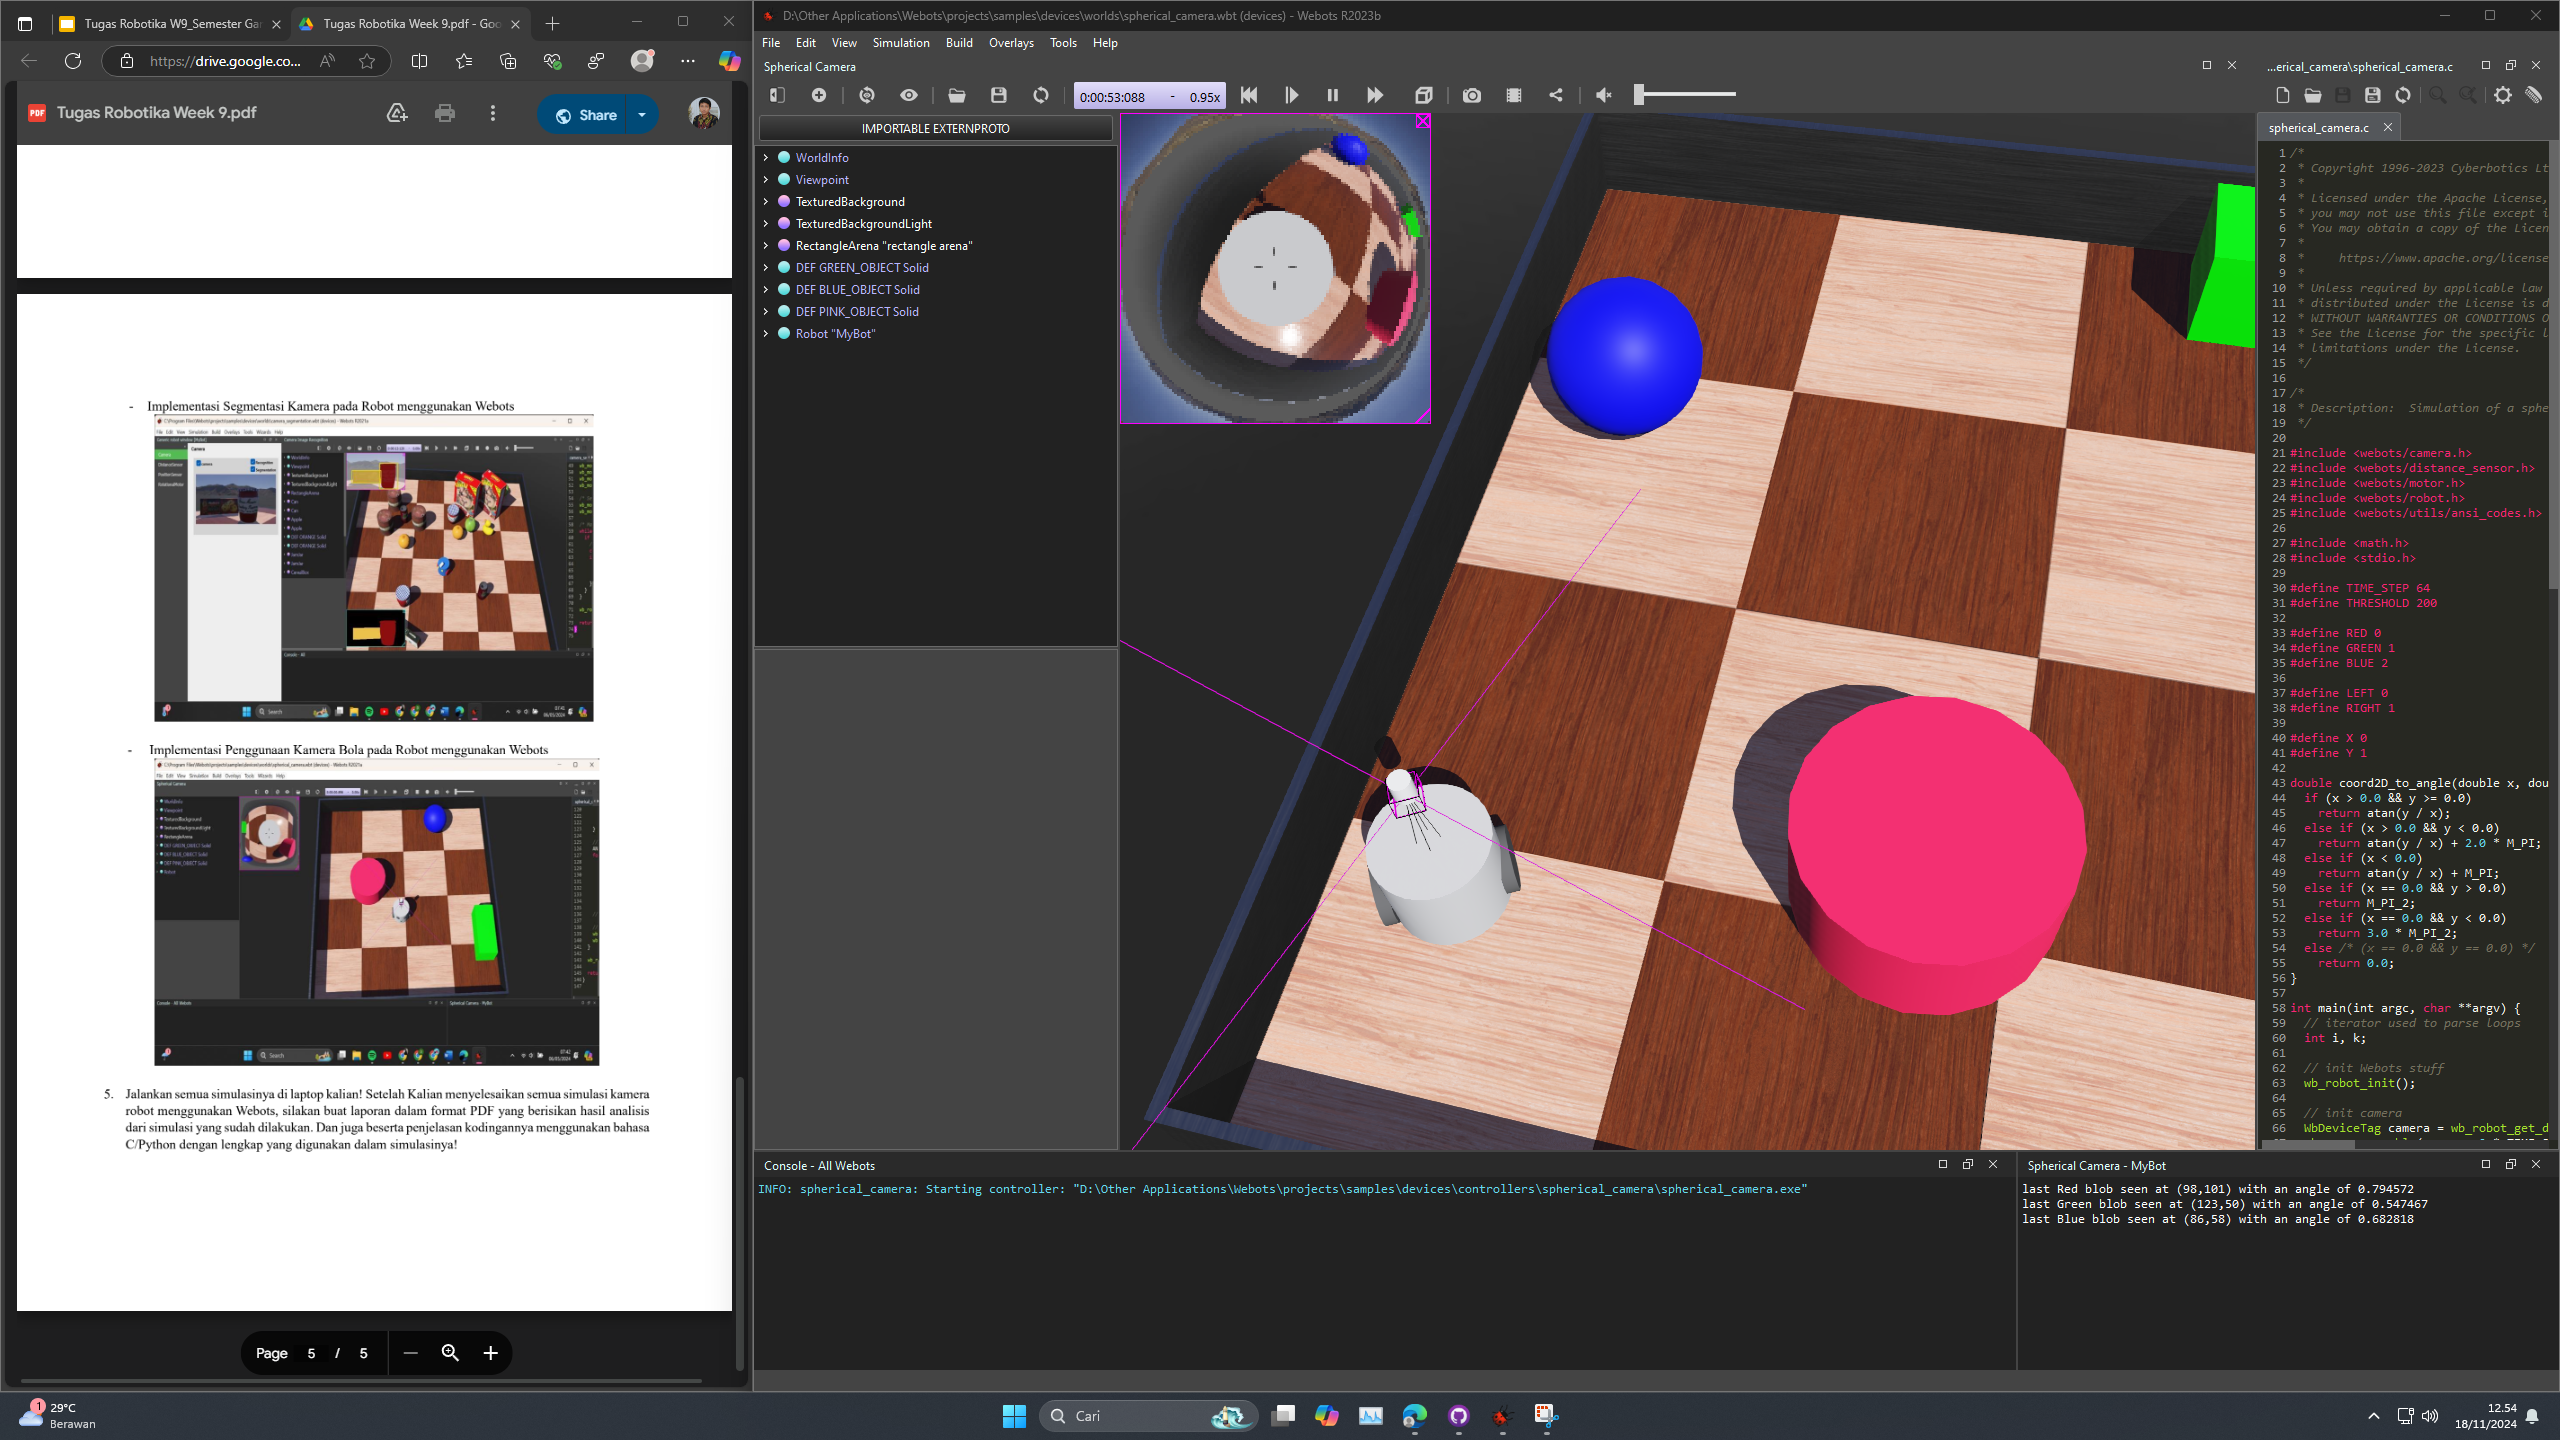 Tugas Robotika W9_Semester Gan
Tugas Robotika Week 9.pdf - Goo
https://drive.google.co...
Tugas Robotika Week 9.pdf
Share
- Implementasi Segmentasi Kamera pada Robot menggunakan Webots
- Implementasi Penggunaan Kamera Bola pada Robot menggunakan Webots
5. Jalankan semua simulasinya di laptop kalian! Setelah Kalian menyelesaikan semua simulasi kamera
robot menggunakan Webots, silakan buat laporan dalam format PDF yang berisikan hasil analisis
dari simulasi yang sudah dilakukan. Dan juga beserta penjelasan kodingannya menggunakan bahasa
C/Python dengan lengkap yang digunakan dalam simulasinya!
Page 5 / 5
D:\Other Applications\Webots\projects\samples\devices\worlds\spherical_camera.wbt (devices) - Webots R2023b
File Edit View Simulation Build Overlays Tools Help
Spherical Camera
0:00:53:088 - 0.95x
IMPORTABLE EXTERNPROTO
WorldInfo
Viewpoint
TexturedBackground
TexturedBackgroundLight
RectangleArena "rectangle arena"
DEF GREEN_OBJECT Solid
DEF BLUE_OBJECT Solid
DEF PINK_OBJECT Solid
Robot "MyBot"
...erical_camera\spherical_camera.c
spherical_camera.c
1 /*
2 * Copyright 1996-2023 Cyberbotics Lt
3 *
4 * Licensed under the Apache License,
5 * you may not use this file except i
6 * You may obtain a copy of the Licen
7 *
8 * https://www.apache.org/license
9 *
10 * Unless required by applicable law
11 * distributed under the License is d
12 * WITHOUT WARRANTIES OR CONDITIONS O
13 * See the License for the specific l
14 * limitations under the License.
15 */
16
17 /*
18 * Description: Simulation of a sphe
19 */
20
21 #include <webots/camera.h>
22 #include <webots/distance_sensor.h>
23 #include <webots/motor.h>
24 #include <webots/robot.h>
25 #include <webots/utils/ansi_codes.h>
26
27 #include <math.h>
28 #include <stdio.h>
29
30 #define TIME_STEP 64
31 #define THRESHOLD 200
32
33 #define RED 0
34 #define GREEN 1
35 #define BLUE 2
36
37 #define LEFT 0
38 #define RIGHT 1
39
40 #define X 0
41 #define Y 1
42
43 double coord2D_to_angle(double x, dou
44 if (x > 0.0 && y >= 0.0)
45 return atan(y / x);
46 else if (x > 0.0 && y < 0.0)
47 return atan(y / x) + 2.0 * M_PI;
48 else if (x < 0.0)
49 return atan(y / x) + M_PI;
50 else if (x == 0.0 && y > 0.0)
51 return M_PI_2;
52 else if (x == 0.0 && y < 0.0)
53 return 3.0 * M_PI_2;
54 else /* (x == 0.0 && y == 0.0) */
55 return 0.0;
56 }
57
58 int main(int argc, char **argv) {
59 // iterator used to parse loops
60 int i, k;
61
62 // init Webots stuff
63 wb_robot_init();
64
65 // init camera
66 WbDeviceTag camera = wb_robot_get_d
Console - All Webots
INFO: spherical_camera: Starting controller: "D:\Other Applications\Webots\projects\samples\devices\controllers\spherical_camera\spherical_camera.exe"
Spherical Camera - MyBot
last Red blob seen at (98,101) with an angle of 0.794572
last Green blob seen at (123,50) with an angle of 0.547467
last Blue blob seen at (86,58) with an angle of 0.682818
1
29°C
Berawan
Cari
12.54
18/11/2024